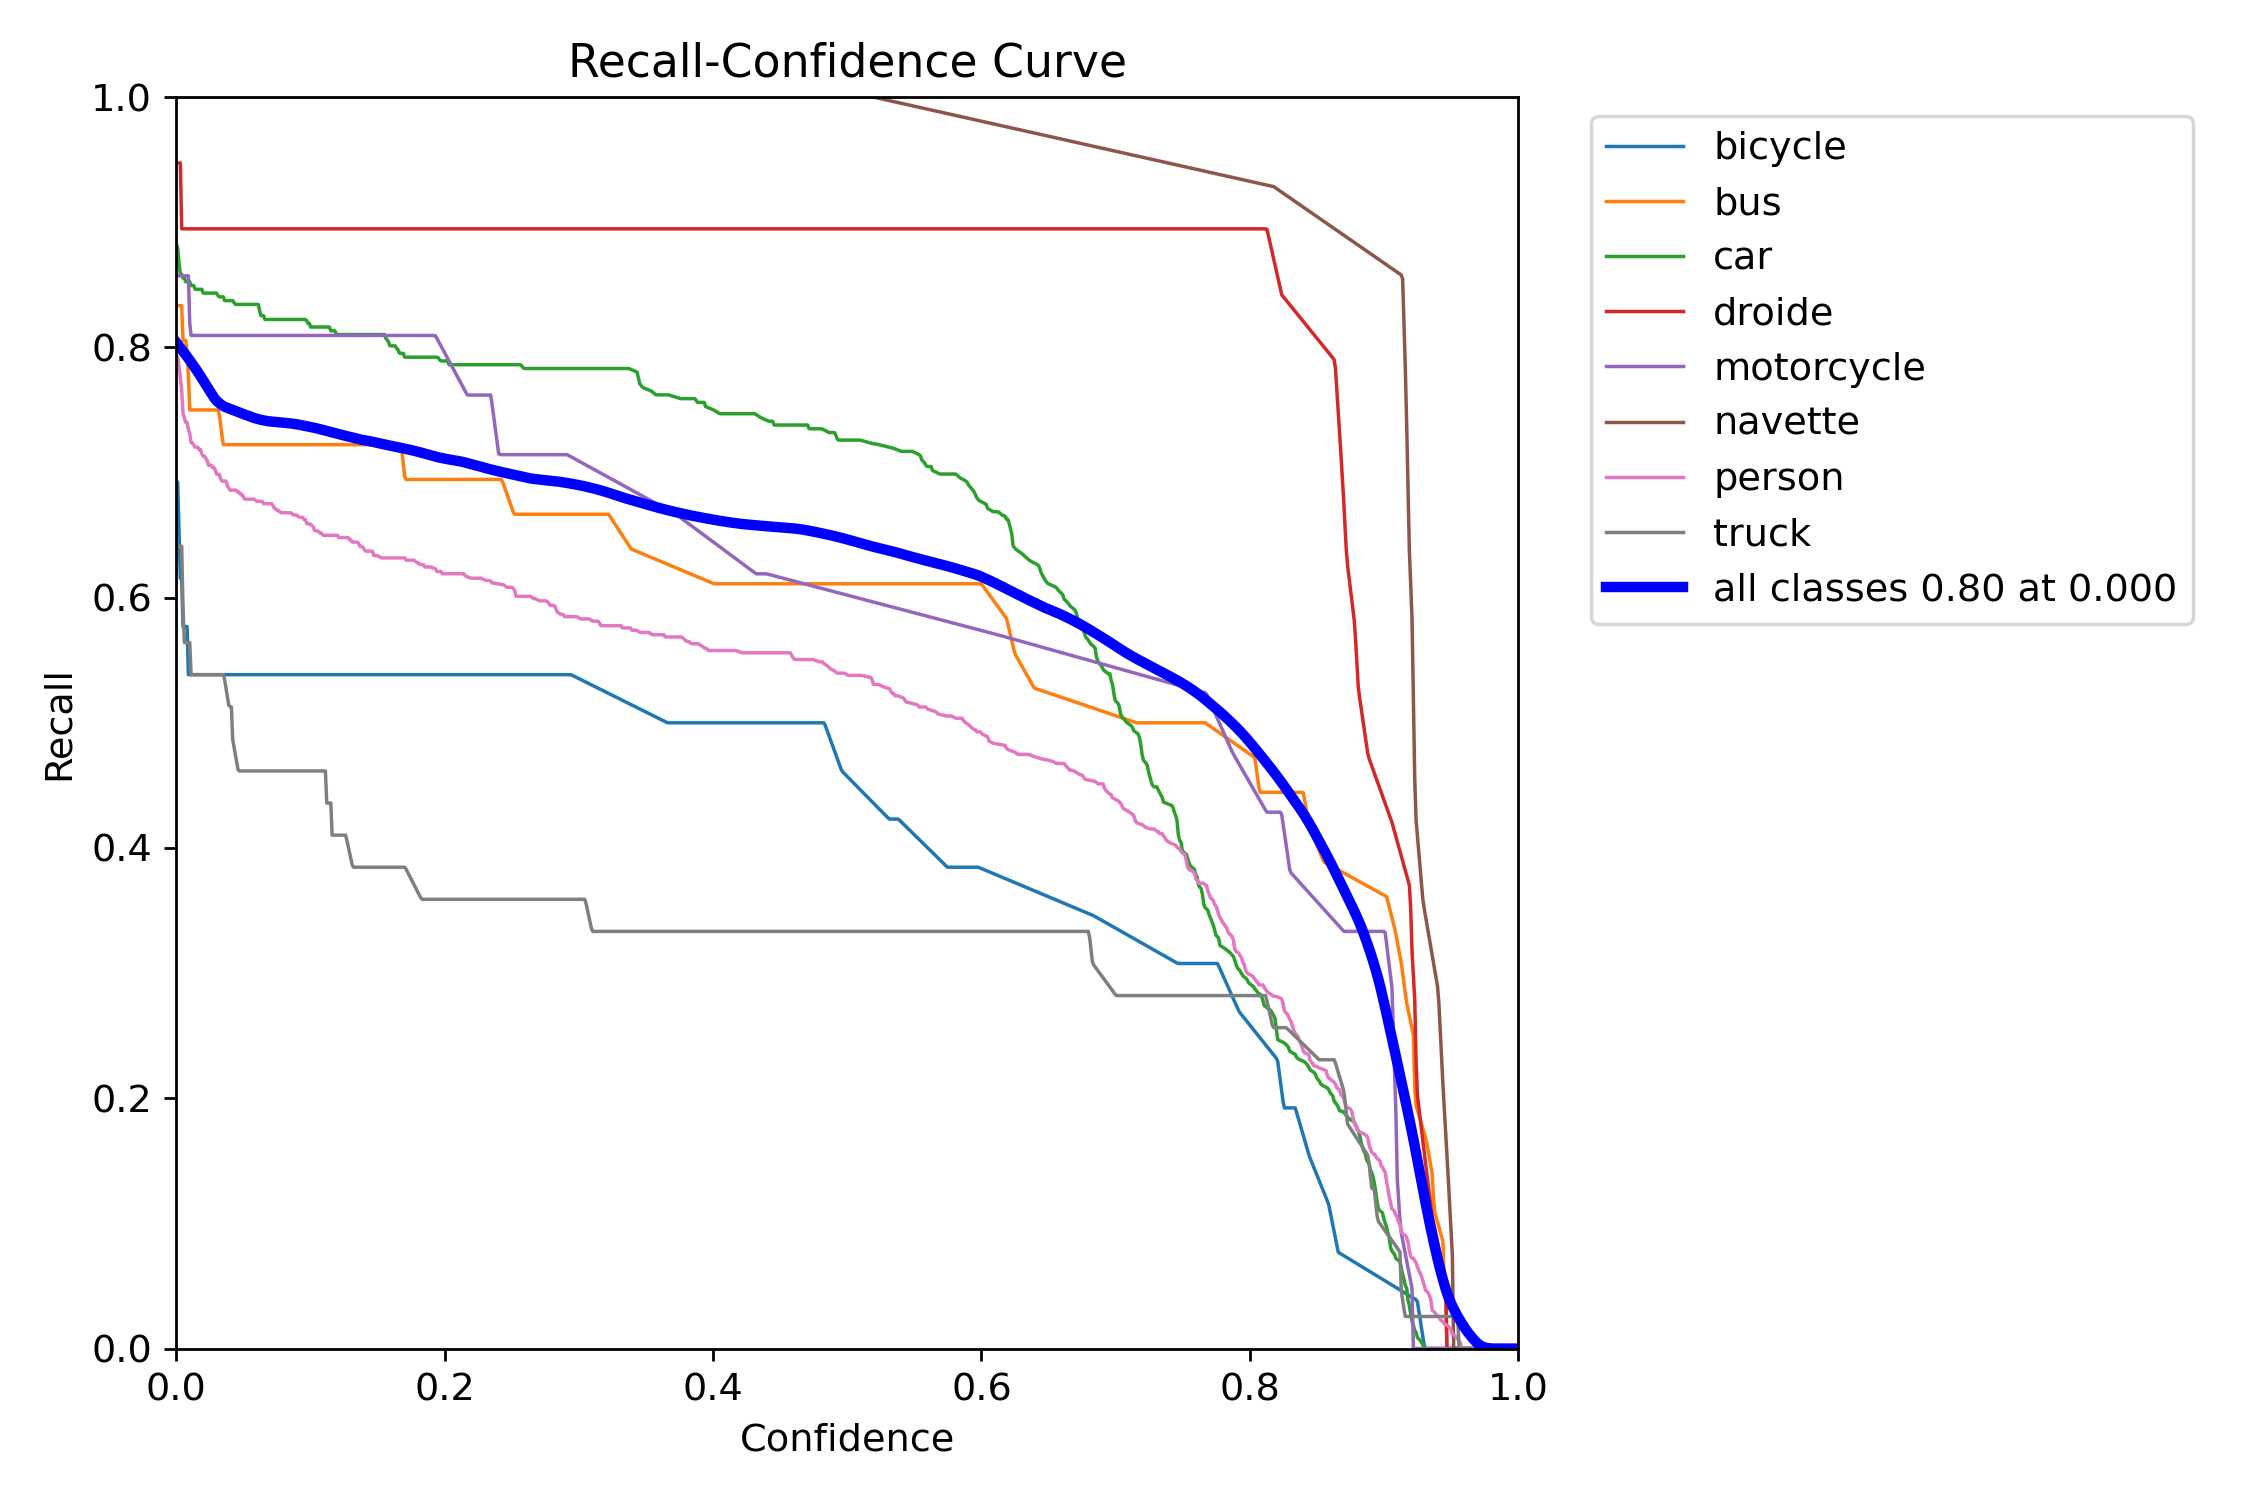 Recall-Confidence Curve
1.0
0.8
0.6
0.4
0.2
0.0
Recall
0.0 0.2 0.4 0.6 0.8 1.0
Confidence
bicycle
bus
car
droide
motorcycle
navette
person
truck
all classes 0.80 at 0.000